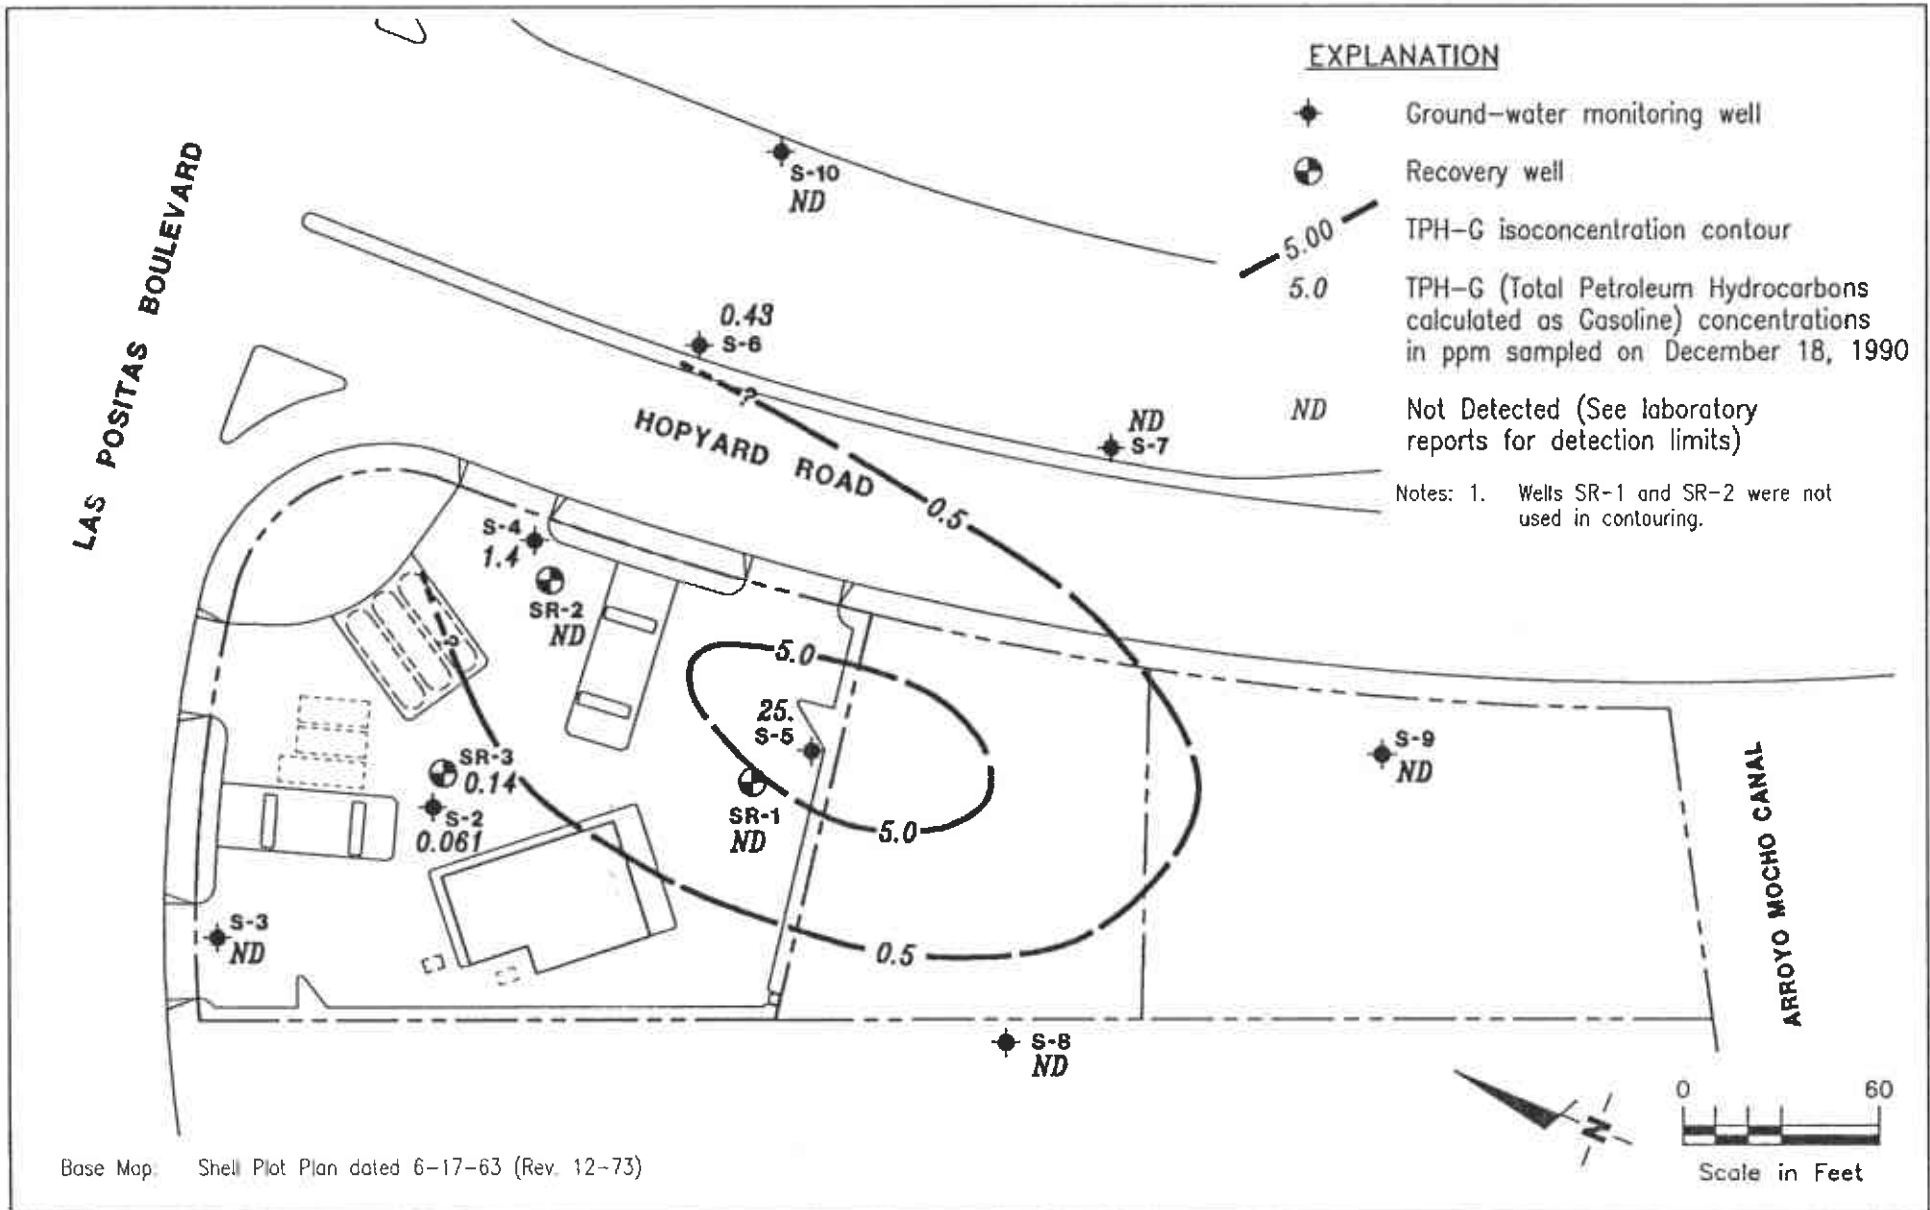 EXPLANATION
Ground-water monitoring well
Recovery well
5.00
TPH-G isoconcentration contour
5.0
TPH-G (Total Petroleum Hydrocarbons
calculated as Gasoline) concentrations
in ppm sampled on December 18, 1990
ND
Not Detected (See laboratory
reports for detection limits)
Notes: 1. Wells SR-1 and SR-2 were not
used in contouring.
LAS POSITAS BOULEVARD
S-10
ND
0.43
S-6
?
HOPYARD ROAD
ND
S-7
0.5
S-4
1.4
SR-2
ND
?
5.0
25.
S-5
SR-3
0.14
S-2
0.061
SR-1
ND
5.0
S-9
ND
ARROYO MOCHO CANAL
S-3
ND
0.5
S-8
ND
N
0 60
Scale in Feet
Base Map: Shell Plot Plan dated 6-17-63 (Rev. 12-73)